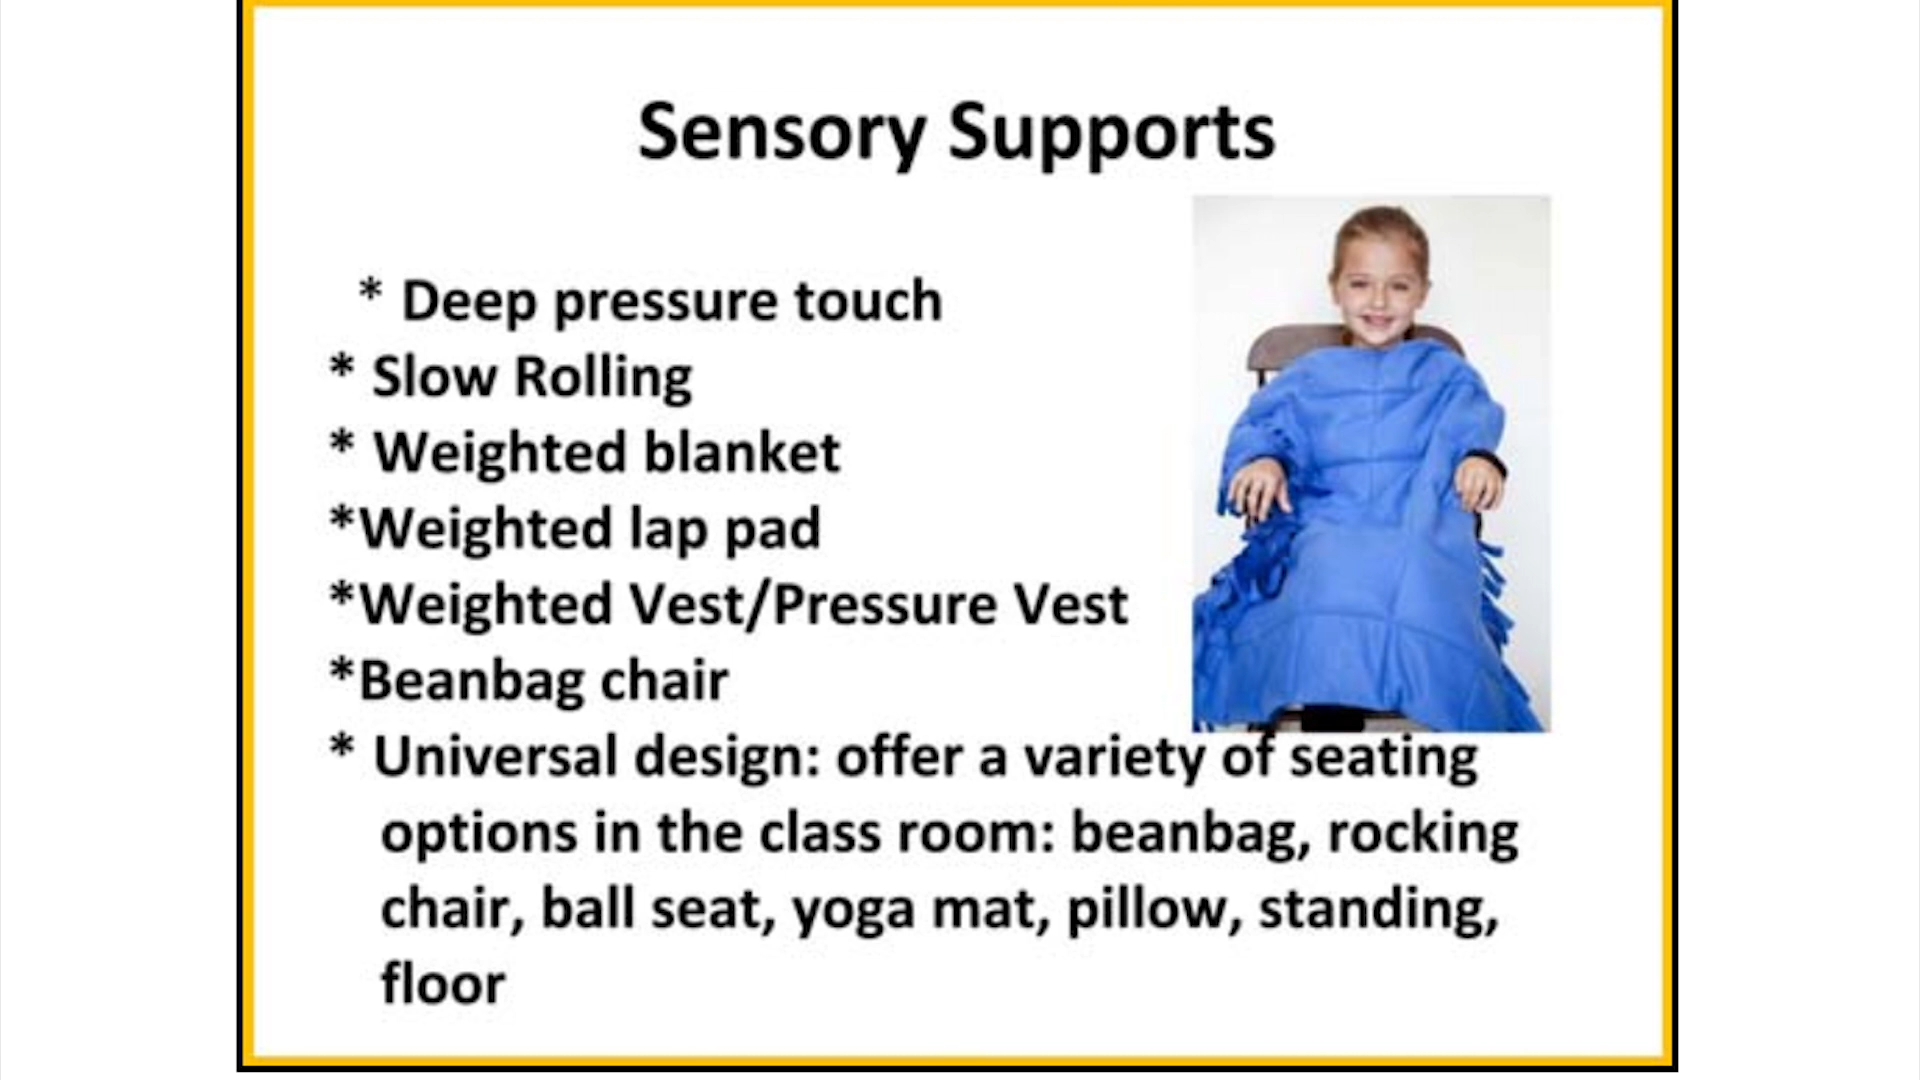 Sensory Supports
* Deep pressure touch
* Slow Rolling
* Weighted blanket
*Weighted lap pad
*Weighted Vest/Pressure Vest
*Beanbag chair
* Universal design: offer a variety of seating
options in the class room: beanbag, rocking
chair, ball seat, yoga mat, pillow, standing,
floor